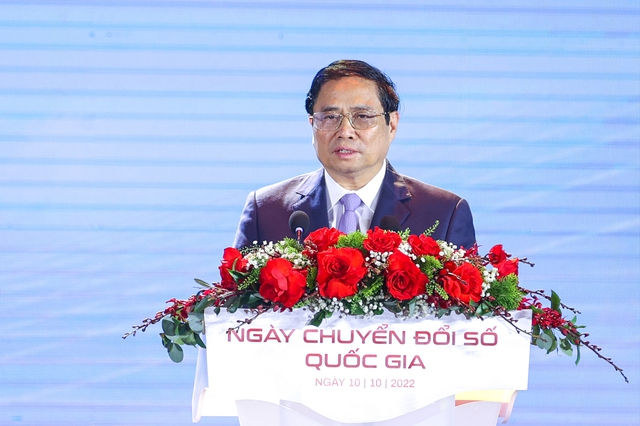 NGÀY CHUYỂN ĐỔI SỐ
QUỐC GIA
NGÀY 10 | 10 | 2022